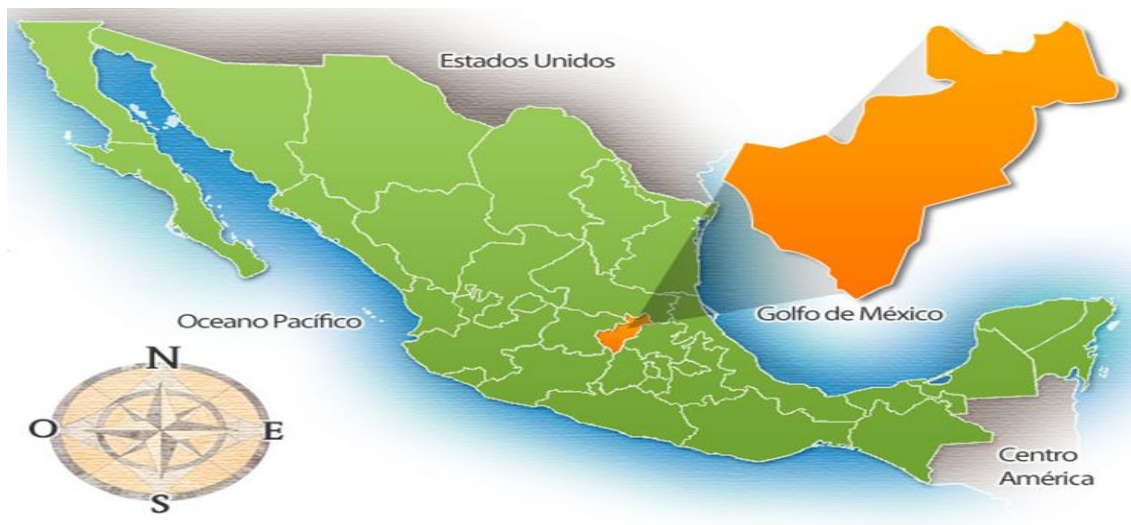 Estados Unidos
Oceano Pacífico
Golfo de México
N
O
E
S
Centro
América